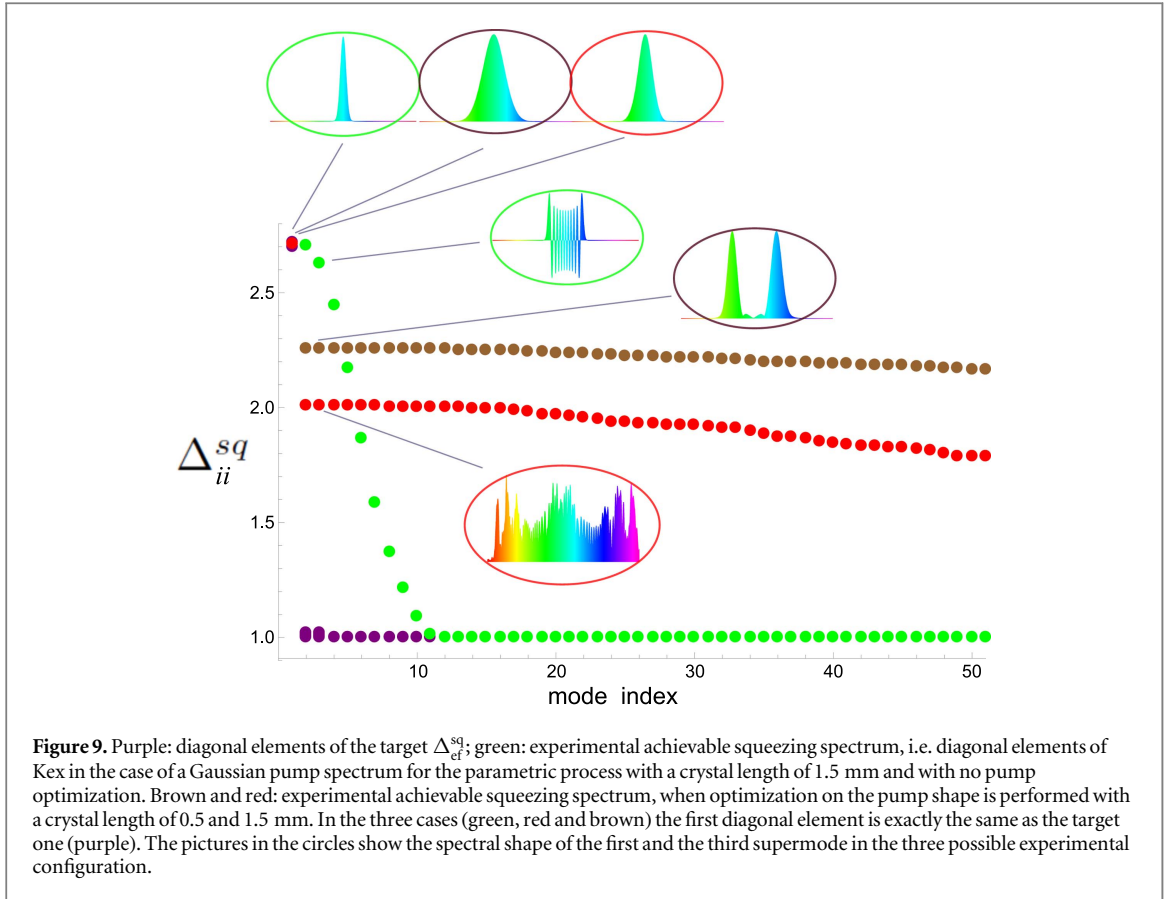 2.5
2.0
Δ_{ii}^{sq}
1.5
1.0
10 20 30 40 50
mode index
Figure 9. Purple: diagonal elements of the target Δ_{ef}^{sq}; green: experimental achievable squeezing spectrum, i.e. diagonal elements of
Kex in the case of a Gaussian pump spectrum for the parametric process with a crystal length of 1.5 mm and with no pump
optimization. Brown and red: experimental achievable squeezing spectrum, when optimization on the pump shape is performed with
a crystal length of 0.5 and 1.5 mm. In the three cases (green, red and brown) the first diagonal element is exactly the same as the target
one (purple). The pictures in the circles show the spectral shape of the first and the third supermode in the three possible experimental
configuration.